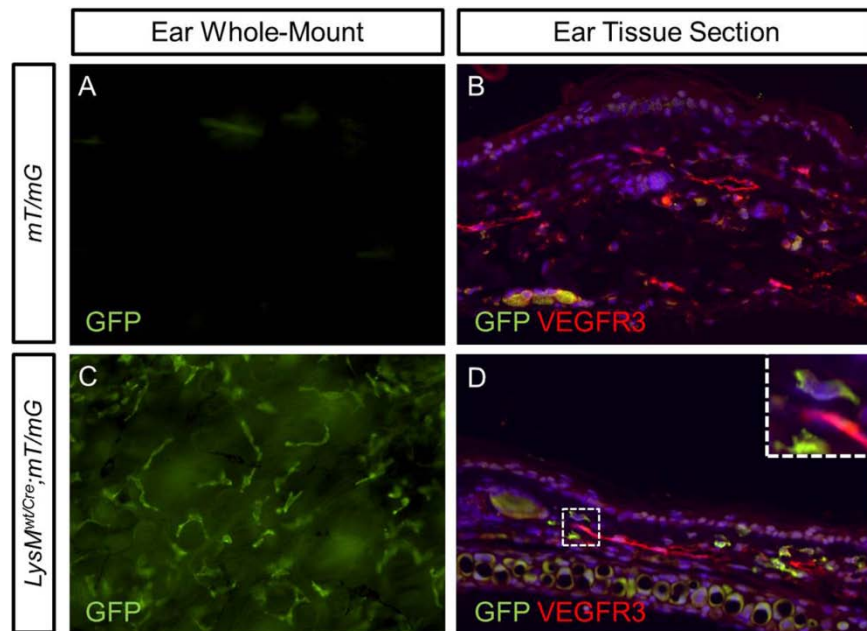 Ear Whole-Mount
Ear Tissue Section
mT/mG
A
GFP
B
GFP VEGFR3
LysMwt/Cre;mT/mG
C
GFP
D
GFP VEGFR3